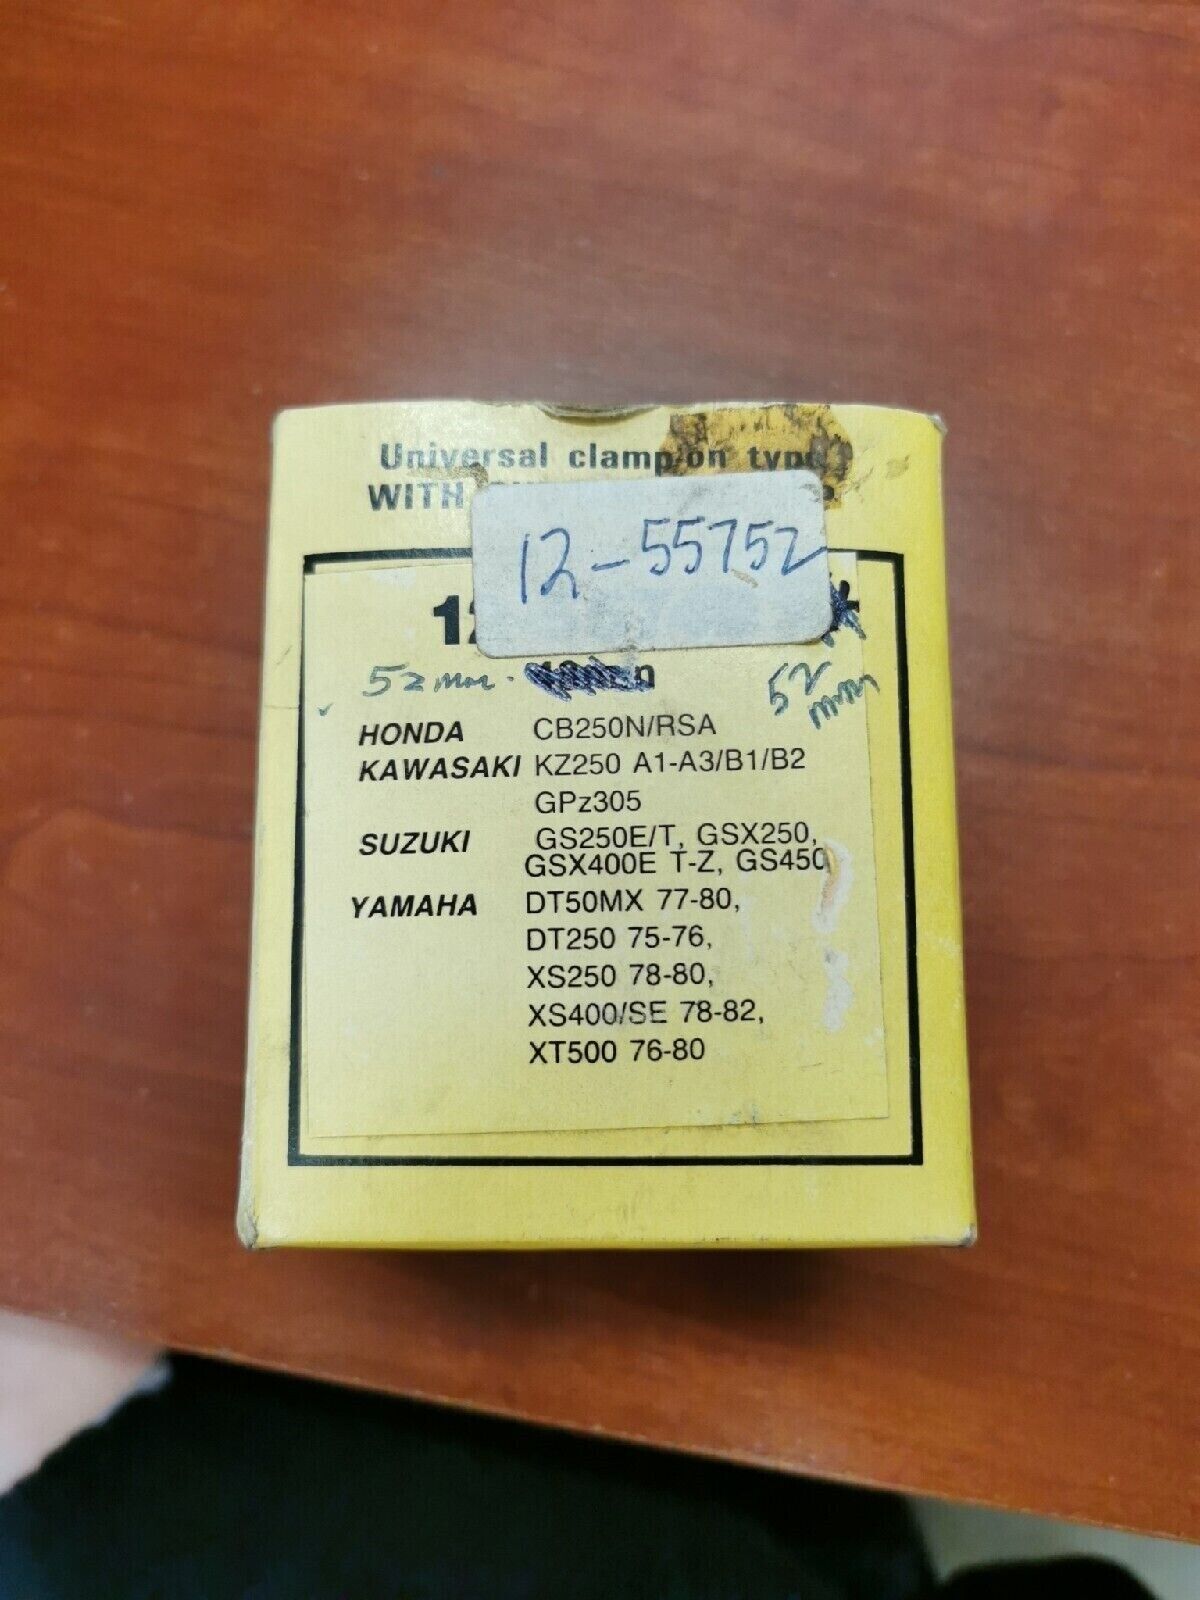 Universal clamp/on type
WITH
12-55752
12
52mm.
52
mm
HONDA CB250N/RSA
KAWASAKI KZ250 A1-A3/B1/B2
GPz305
SUZUKI GS250E/T, GSX250,
GSX400E T-Z, GS450
YAMAHA DT50MX 77-80,
DT250 75-76,
XS250 78-80,
XS400/SE 78-82,
XT500 76-80